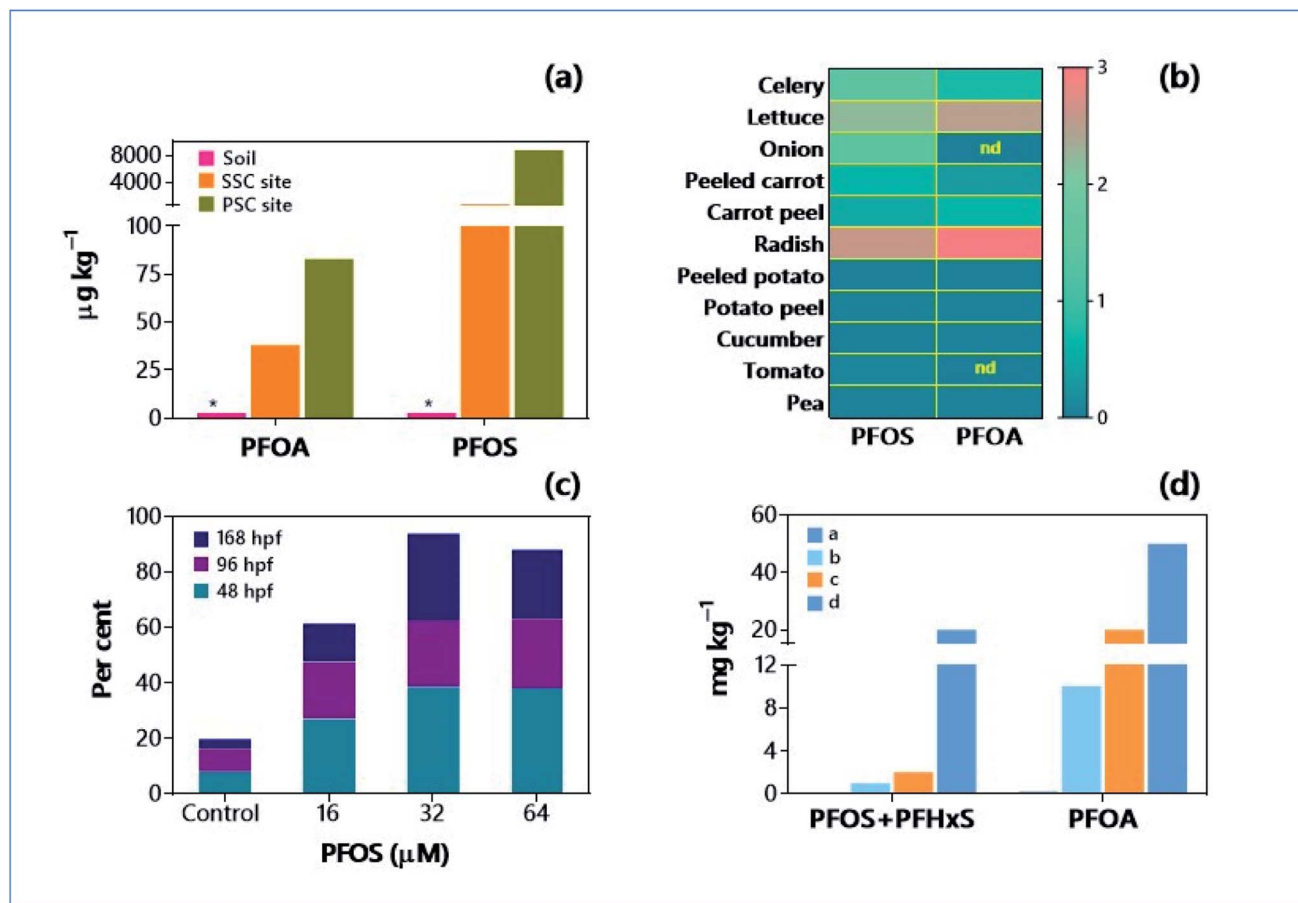 (a)
Soil
SSC site
PSC site
8000
4000
100
75
50
25
0
µg kg⁻¹
*
*
PFOA
PFOS
(b)
Celery
Lettuce
Onion
nd
Peeled carrot
Carrot peel
Radish
Peeled potato
Potato peel
Cucumber
Tomato
nd
Pea
PFOS
PFOA
3
2
1
0
(c)
168 hpf
96 hpf
48 hpf
100
80
60
40
20
0
Per cent
Control
16
32
64
PFOS (µM)
(d)
a
b
c
d
60
40
20
12
8
4
0
mg kg⁻¹
PFOS+PFHxS
PFOA